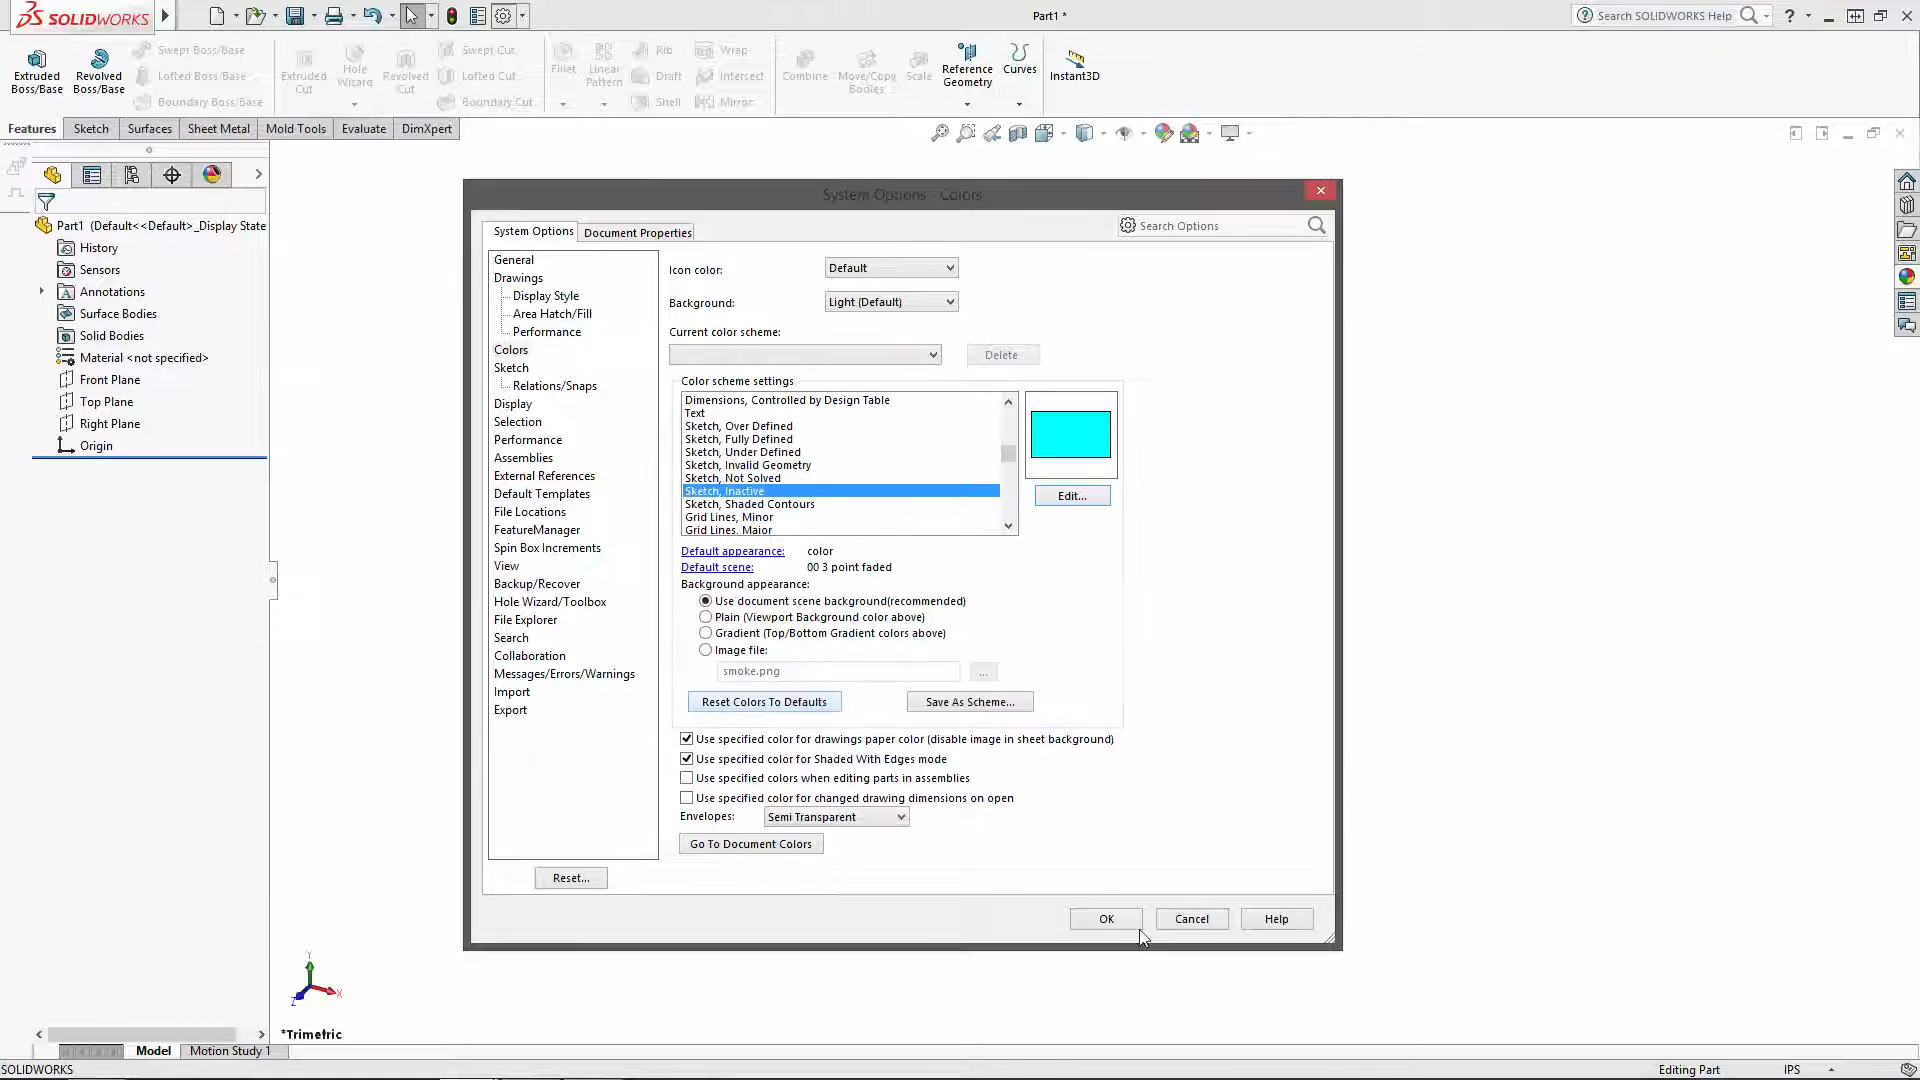 SOLIDWORKS
Part1 *
Search SOLIDWORKS Help
Extruded Boss/Base
Revolved Boss/Base
Swept Boss/Base
Lofted Boss/Base
Boundary Boss/Base
Extruded Cut
Hole Wizard
Revolved Cut
Swept Cut
Lofted Cut
Boundary Cut
Fillet
Linear Pattern
Rib
Draft
Shell
Wrap
Intersect
Mirror
Combine
Move/Copy Bodies
Scale
Reference Geometry
Curves
Instant3D
Features
Sketch
Surfaces
Sheet Metal
Mold Tools
Evaluate
DimXpert
Part1 (Default<<Default>_Display State
History
Sensors
Annotations
Surface Bodies
Solid Bodies
Material <not specified>
Front Plane
Top Plane
Right Plane
Origin
System Options - Colors
System Options
Document Properties
Search Options
General
Drawings
Display Style
Area Hatch/Fill
Performance
Colors
Sketch
Relations/Snaps
Display
Selection
Performance
Assemblies
External References
Default Templates
File Locations
FeatureManager
Spin Box Increments
View
Backup/Recover
Hole Wizard/Toolbox
File Explorer
Search
Collaboration
Messages/Errors/Warnings
Import
Export
Reset...
Icon color:
Default
Background:
Light (Default)
Current color scheme:
Delete
Color scheme settings
Dimensions, Controlled by Design Table
Text
Sketch, Over Defined
Sketch, Fully Defined
Sketch, Under Defined
Sketch, Invalid Geometry
Sketch, Not Solved
Sketch, Inactive
Sketch, Shaded Contours
Grid Lines, Minor
Grid Lines, Major
Edit...
Default appearance: color
Default scene: 00 3 point faded
Background appearance:
Use document scene background(recommended)
Plain (Viewport Background color above)
Gradient (Top/Bottom Gradient colors above)
Image file:
smoke.png
...
Reset Colors To Defaults
Save As Scheme...
Use specified color for drawings paper color (disable image in sheet background)
Use specified color for Shaded With Edges mode
Use specified colors when editing parts in assemblies
Use specified color for changed drawing dimensions on open
Envelopes:
Semi Transparent
Go To Document Colors
OK
Cancel
Help
Y
X
Z
*Trimetric
Model
Motion Study 1
SOLIDWORKS
Editing Part
IPS